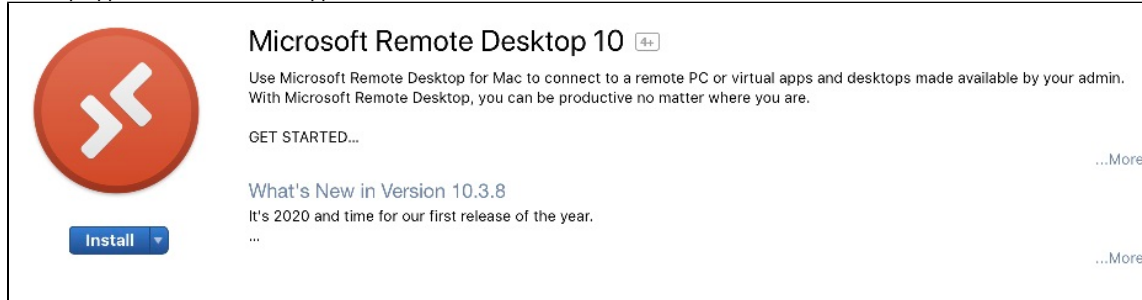 Microsoft Remote Desktop 10 4+
Use Microsoft Remote Desktop for Mac to connect to a remote PC or virtual apps and desktops made available by your admin.
With Microsoft Remote Desktop, you can be productive no matter where you are.
GET STARTED...
...More
What's New in Version 10.3.8
It's 2020 and time for our first release of the year.
...
Install
...More